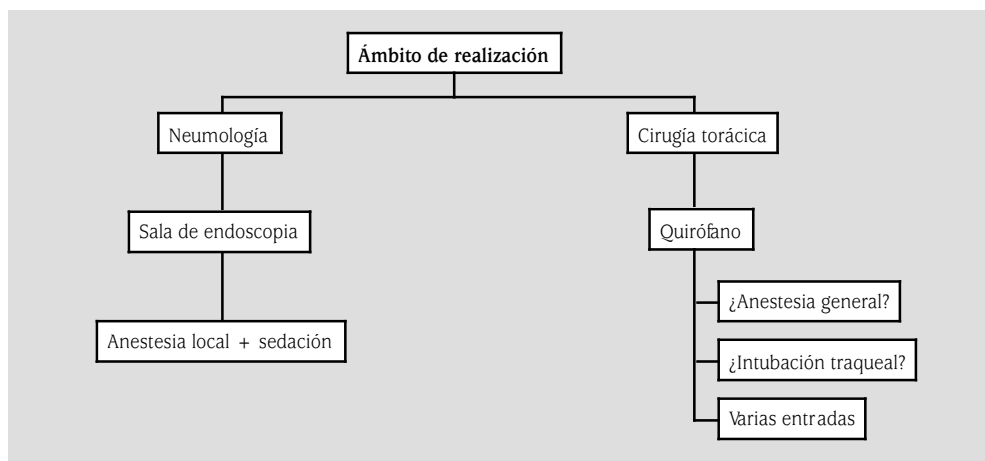 Ámbito de realización
Neumología
Cirugía torácica
Sala de endoscopia
Quirófano
Anestesia local + sedación
¿Anestesia general?
¿Intubación traqueal?
Varias entradas